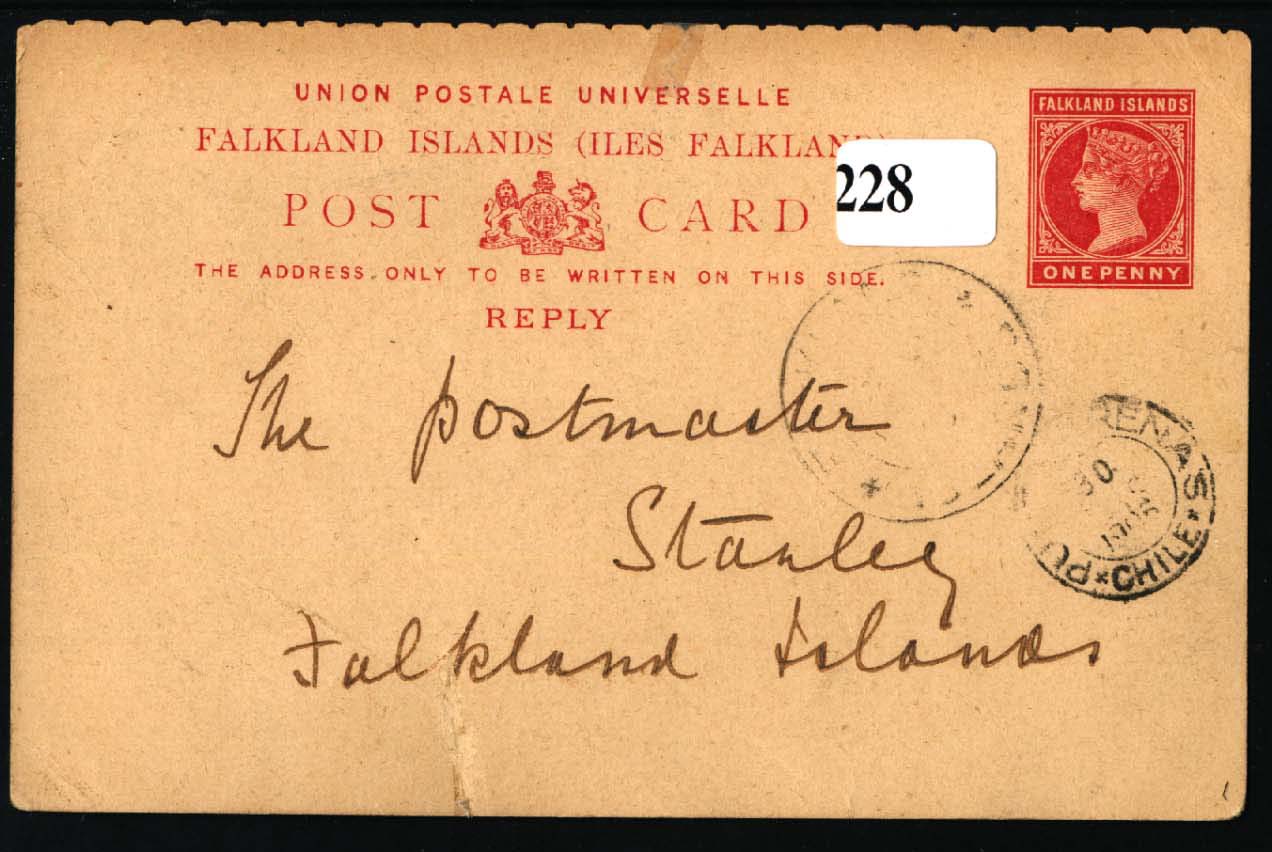 UNION POSTALE UNIVERSELLE
FALKLAND ISLANDS (ILES
228
POST CARD
THE ADDRESS ONLY TO BE WRITTEN ON THIS SIDE.
REPLY
FALKLAND ISLANDS
ONE PENNY
The postmaster
Stanley
Falkland Islands
30
CHILE